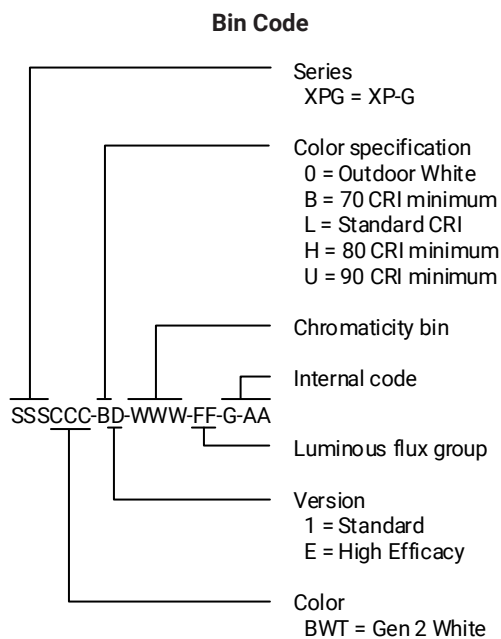 Bin Code
Series
XPG = XP-G
Color specification
0 = Outdoor White
B = 70 CRI minimum
L = Standard CRI
H = 80 CRI minimum
U = 90 CRI minimum
Chromaticity bin
Internal code
SSSCCC-BD-WWW-FF-G-AA
Luminous flux group
Version
1 = Standard
E = High Efficacy
Color
BWT = Gen 2 White